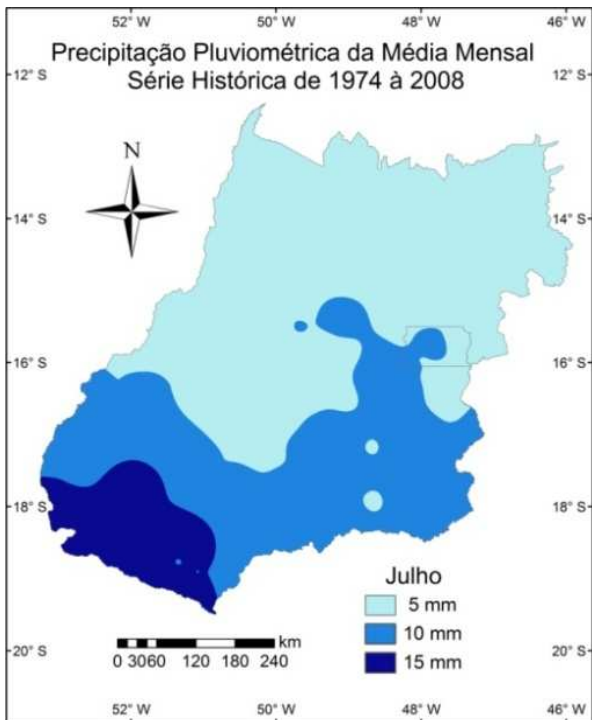 52° W 50° W 48° W 46° W
Precipitação Pluviométrica da Média Mensal
Série Histórica de 1974 à 2008
12° S 12° S
N
14° S 14° S
16° S 16° S
18° S 18° S
Julho
5 mm
10 mm
15 mm
km
0 3060 120 180 240
20° S 20° S
52° W 50° W 48° W 46° W